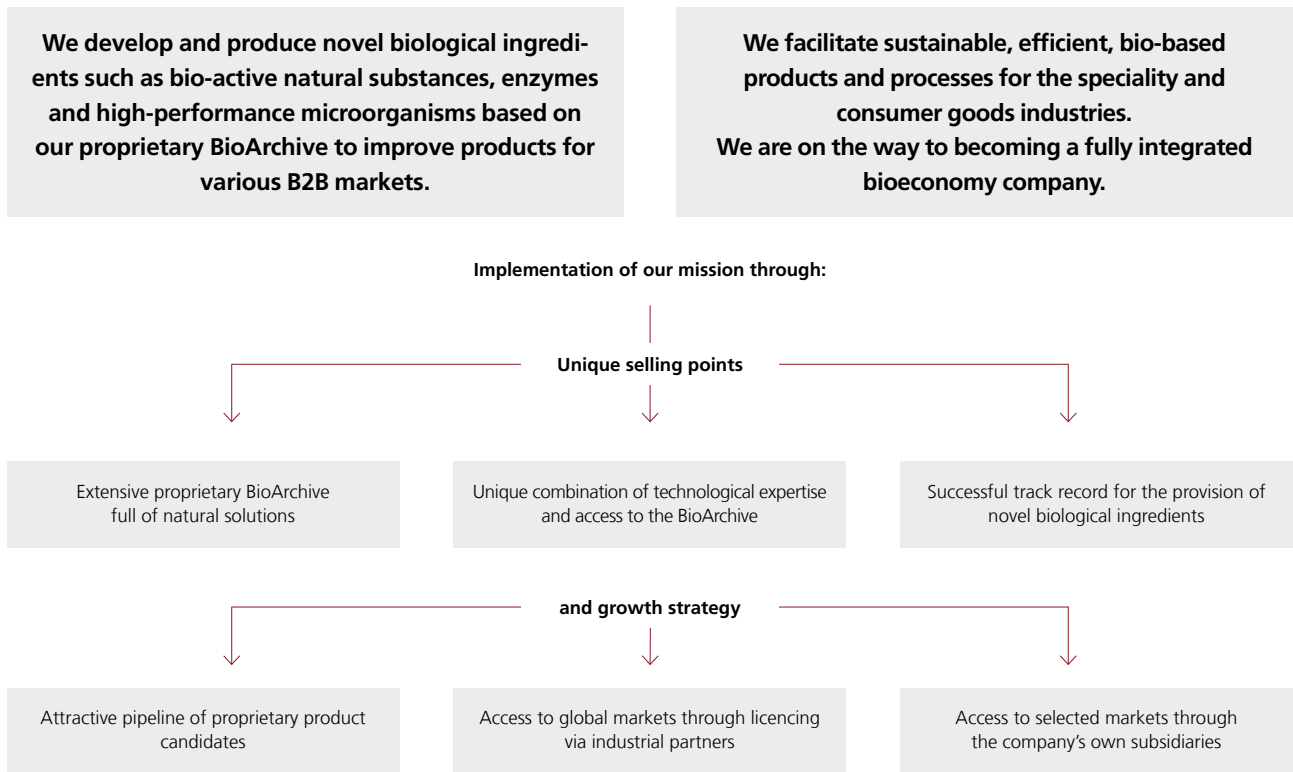 We develop and produce novel biological ingredi-
ents such as bio-active natural substances, enzymes
and high-performance microorganisms based on
our proprietary BioArchive to improve products for
various B2B markets.
We facilitate sustainable, efficient, bio-based
products and processes for the speciality and
consumer goods industries.
We are on the way to becoming a fully integrated
bioeconomy company.
Implementation of our mission through:
Unique selling points
Extensive proprietary BioArchive
full of natural solutions
Unique combination of technological expertise
and access to the BioArchive
Successful track record for the provision of
novel biological ingredients
and growth strategy
Attractive pipeline of proprietary product
candidates
Access to global markets through licencing
via industrial partners
Access to selected markets through
the company's own subsidiaries